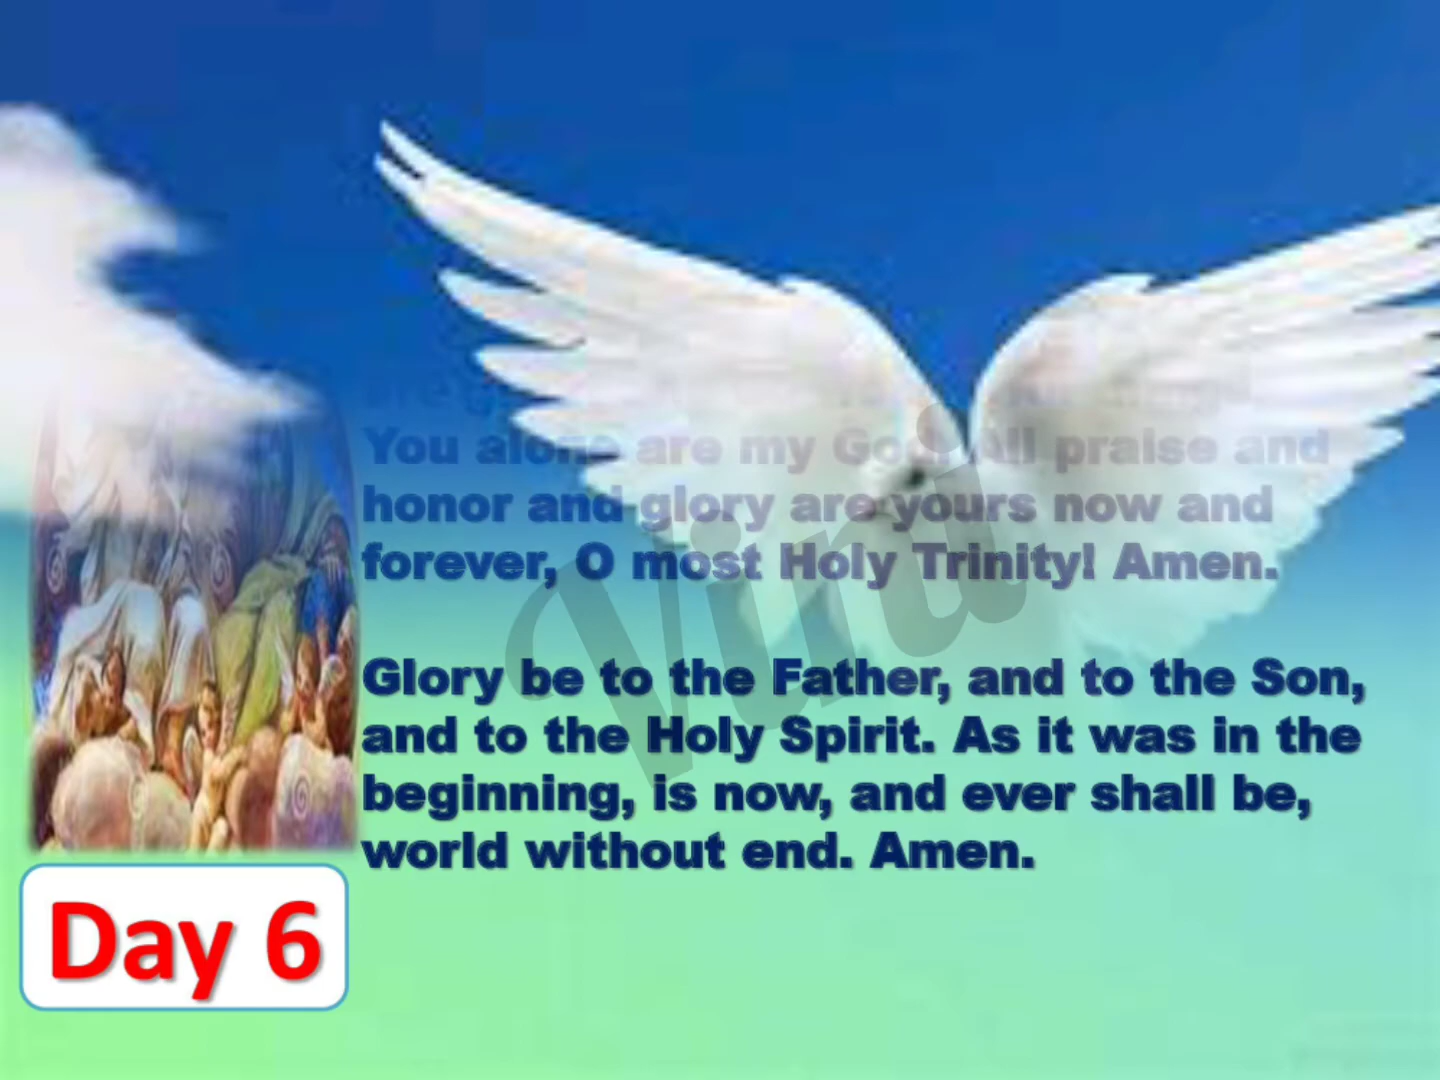 You alone are my God. All praise and
honor and glory are yours now and
forever, O most Holy Trinity! Amen.
Glory be to the Father, and to the Son,
and to the Holy Spirit. As it was in the
beginning, is now, and ever shall be,
world without end. Amen.
Day 6